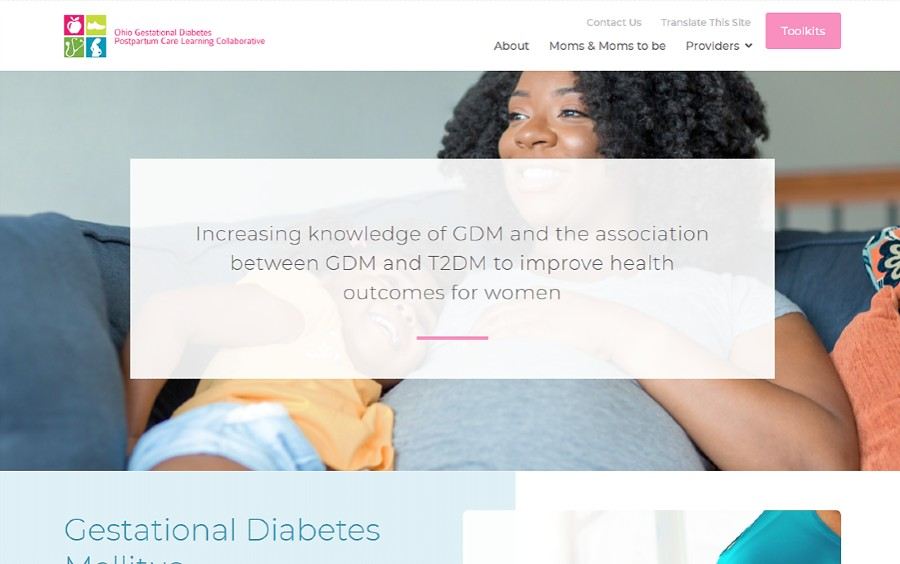 Contact Us
Translate This Site
Toolkits
Ohio Gestational Diabetes
Postpartum Care Learning Collaborative
About
Moms & Moms to be
Providers
Increasing knowledge of GDM and the association
between GDM and T2DM to improve health
outcomes for women
Gestational Diabetes
Mellitus